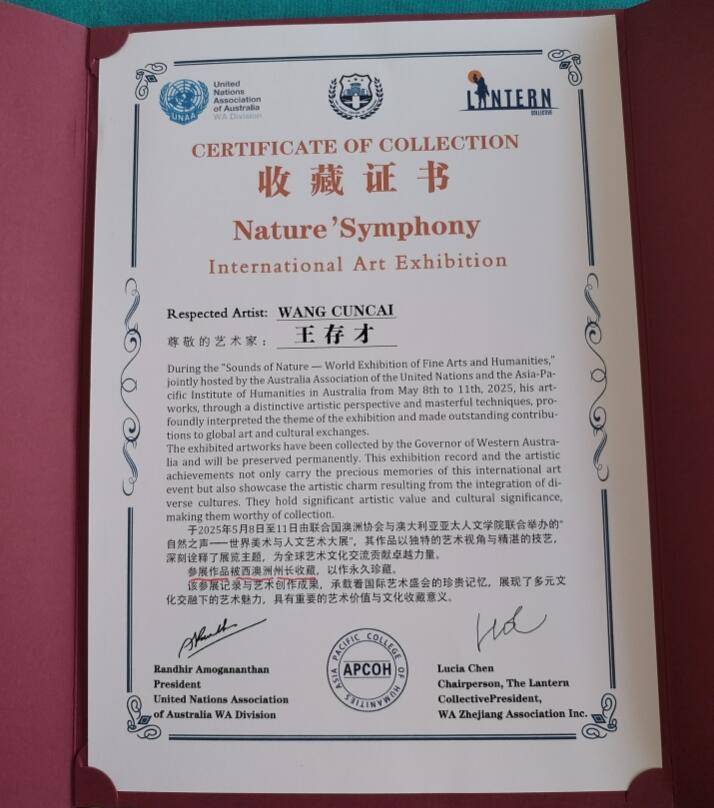 United
Nations
Association
of Australia
WA Division
UNAA
LANTERN
COLLECTIVE
CERTIFICATE OF COLLECTION
收藏证书
Nature’Symphony
International Art Exhibition
Respected Artist: WANG CUNCAI
尊敬的艺术家：王存才
During the "Sounds of Nature — World Exhibition of Fine Arts and Humanities,"
jointly hosted by the Australia Association of the United Nations and the Asia-Pa-
cific Institute of Humanities in Australia from May 8th to 11th, 2025, his art-
works, through a distinctive artistic perspective and masterful techniques, pro-
foundly interpreted the theme of the exhibition and made outstanding contribu-
tions to global art and cultural exchanges.
The exhibited artworks have been collected by the Governor of Western Austra-
lia and will be preserved permanently. This exhibition record and the artistic
achievements not only carry the precious memories of this international art
event but also showcase the artistic charm resulting from the integration of di-
verse cultures. They hold significant artistic value and cultural significance,
making them worthy of collection.
于2025年5月8日至11日由联合国澳洲协会与澳大利亚亚太人文学院联合举办的"
自然之声——世界美术与人文艺术大展"，其作品以独特的艺术视角与精湛的技艺，
深刻诠释了展览主题，为全球艺术文化交流贡献卓越力量。
参展作品被西澳洲州长收藏，以作永久珍藏。
该参展记录与艺术创作成果，承载着国际艺术盛会的珍贵记忆，展现了多元文
化交融下的艺术魅力，具有重要的艺术价值与文化收藏意义。
Randhir Amogananthan
President
United Nations Association
of Australia WA Division
ASIA PACIFIC COLLEGE OF HUMANITIES
APCOH
Lucia Chen
Chairperson, The Lantern
CollectivePresident,
WA Zhejiang Association Inc.